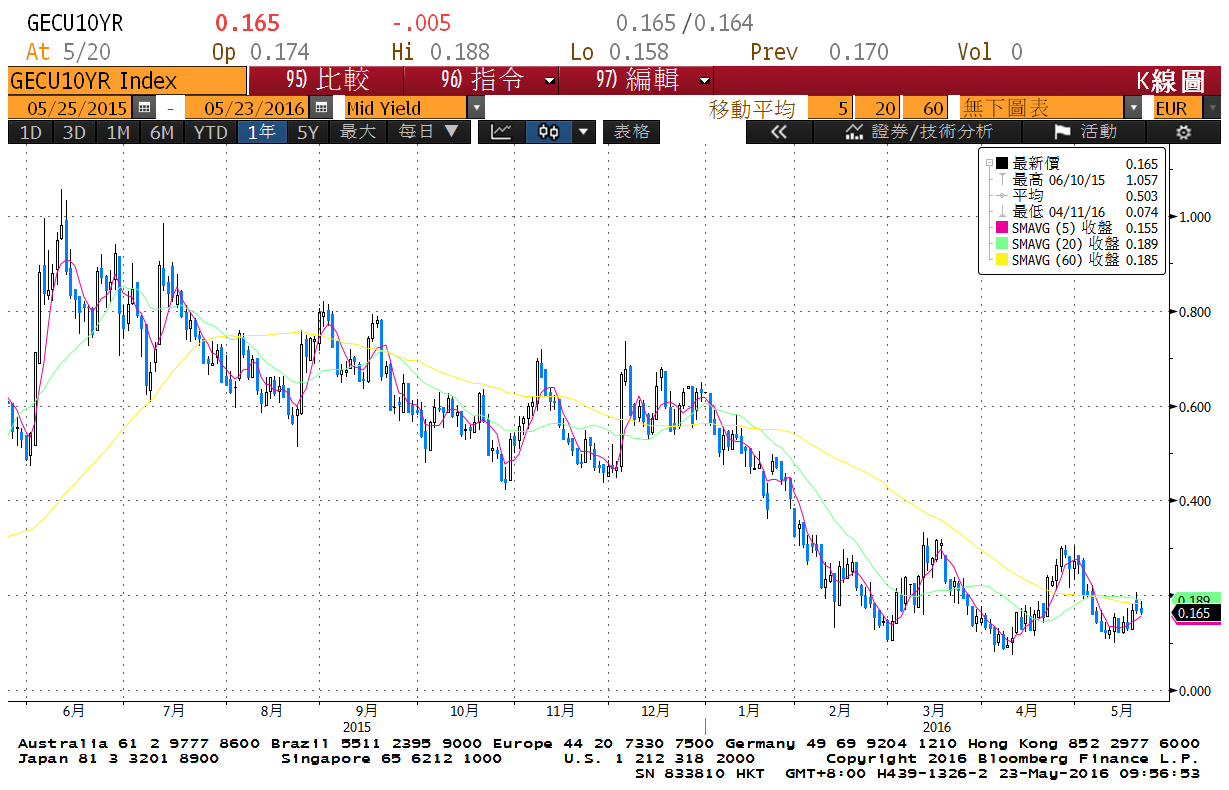 GECU10YR 0.165 -.005 0.165/0.164
At 5/20 Op 0.174 Hi 0.188 Lo 0.158 Prev 0.170 Vol 0
GECU10YR Index 95) 比較 96) 指令 97) 編輯 K線圖
05/25/2015 - 05/23/2016 Mid Yield 移動平均 5 20 60 無下圖表 EUR
1D 3D 1M 6M YTD 1年 5Y 最大 每日 表格 證券/技術分析 活動
最新價 0.165
最高 06/10/15 1.057
平均 0.503
最低 04/11/16 0.074
SMAVG (5) 收盤 0.155
SMAVG (20) 收盤 0.189
SMAVG (60) 收盤 0.185
1.000
0.800
0.600
0.400
0.189
0.165
0.000
6月 7月 8月 9月 10月 11月 12月 1月 2月 3月 4月 5月
2015 2016
Australia 61 2 9777 8600 Brazil 5511 2395 9000 Europe 44 20 7330 7500 Germany 49 69 9204 1210 Hong Kong 852 2977 6000
Japan 81 3 3201 8900 Singapore 65 6212 1000 U.S. 1 212 318 2000 Copyright 2016 Bloomberg Finance L.P.
SN 833810 HKT GMT+8:00 H439-1326-2 23-May-2016 09:56:53